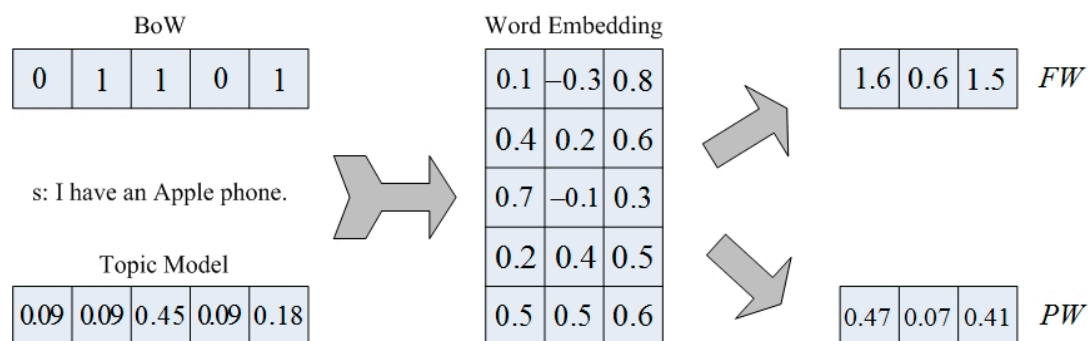 BoW
0 1 1 0 1
s: I have an Apple phone.
Topic Model
0.09 0.09 0.45 0.09 0.18
Word Embedding
0.1 –0.3 0.8
0.4 0.2 0.6
0.7 –0.1 0.3
0.2 0.4 0.5
0.5 0.5 0.6
1.6 0.6 1.5 FW
0.47 0.07 0.41 PW